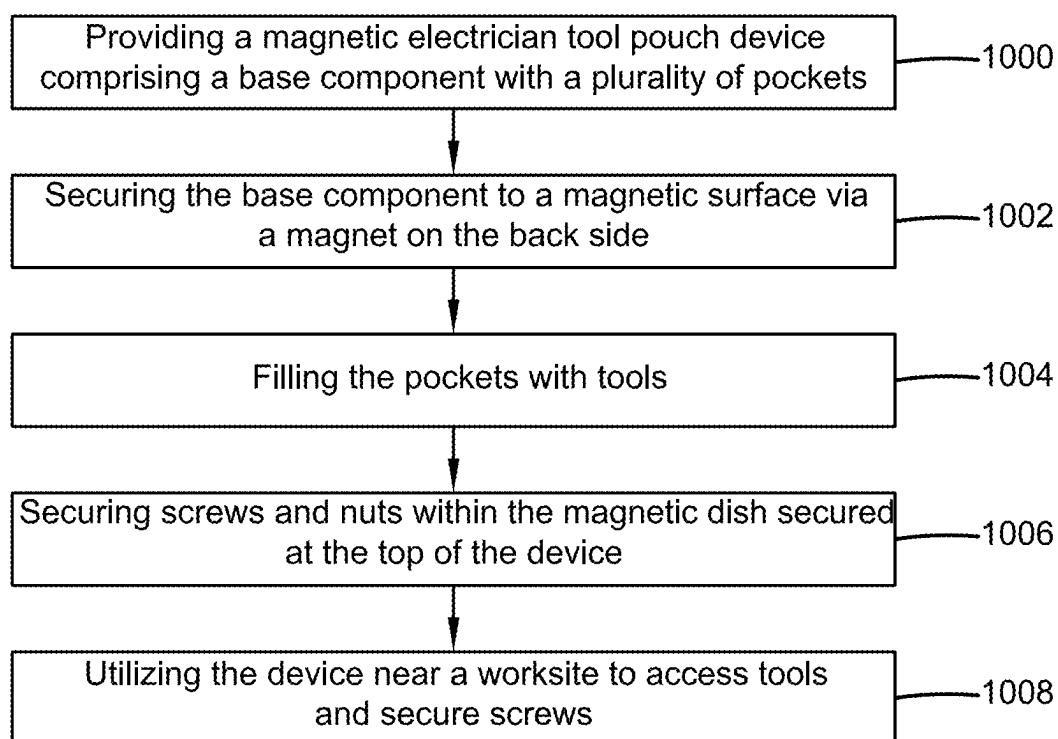 Providing a magnetic electrician tool pouch device
comprising a base component with a plurality of pockets
1000
Securing the base component to a magnetic surface via
a magnet on the back side
1002
Filling the pockets with tools
1004
Securing screws and nuts within the magnetic dish secured
at the top of the device
1006
Utilizing the device near a worksite to access tools
and secure screws
1008